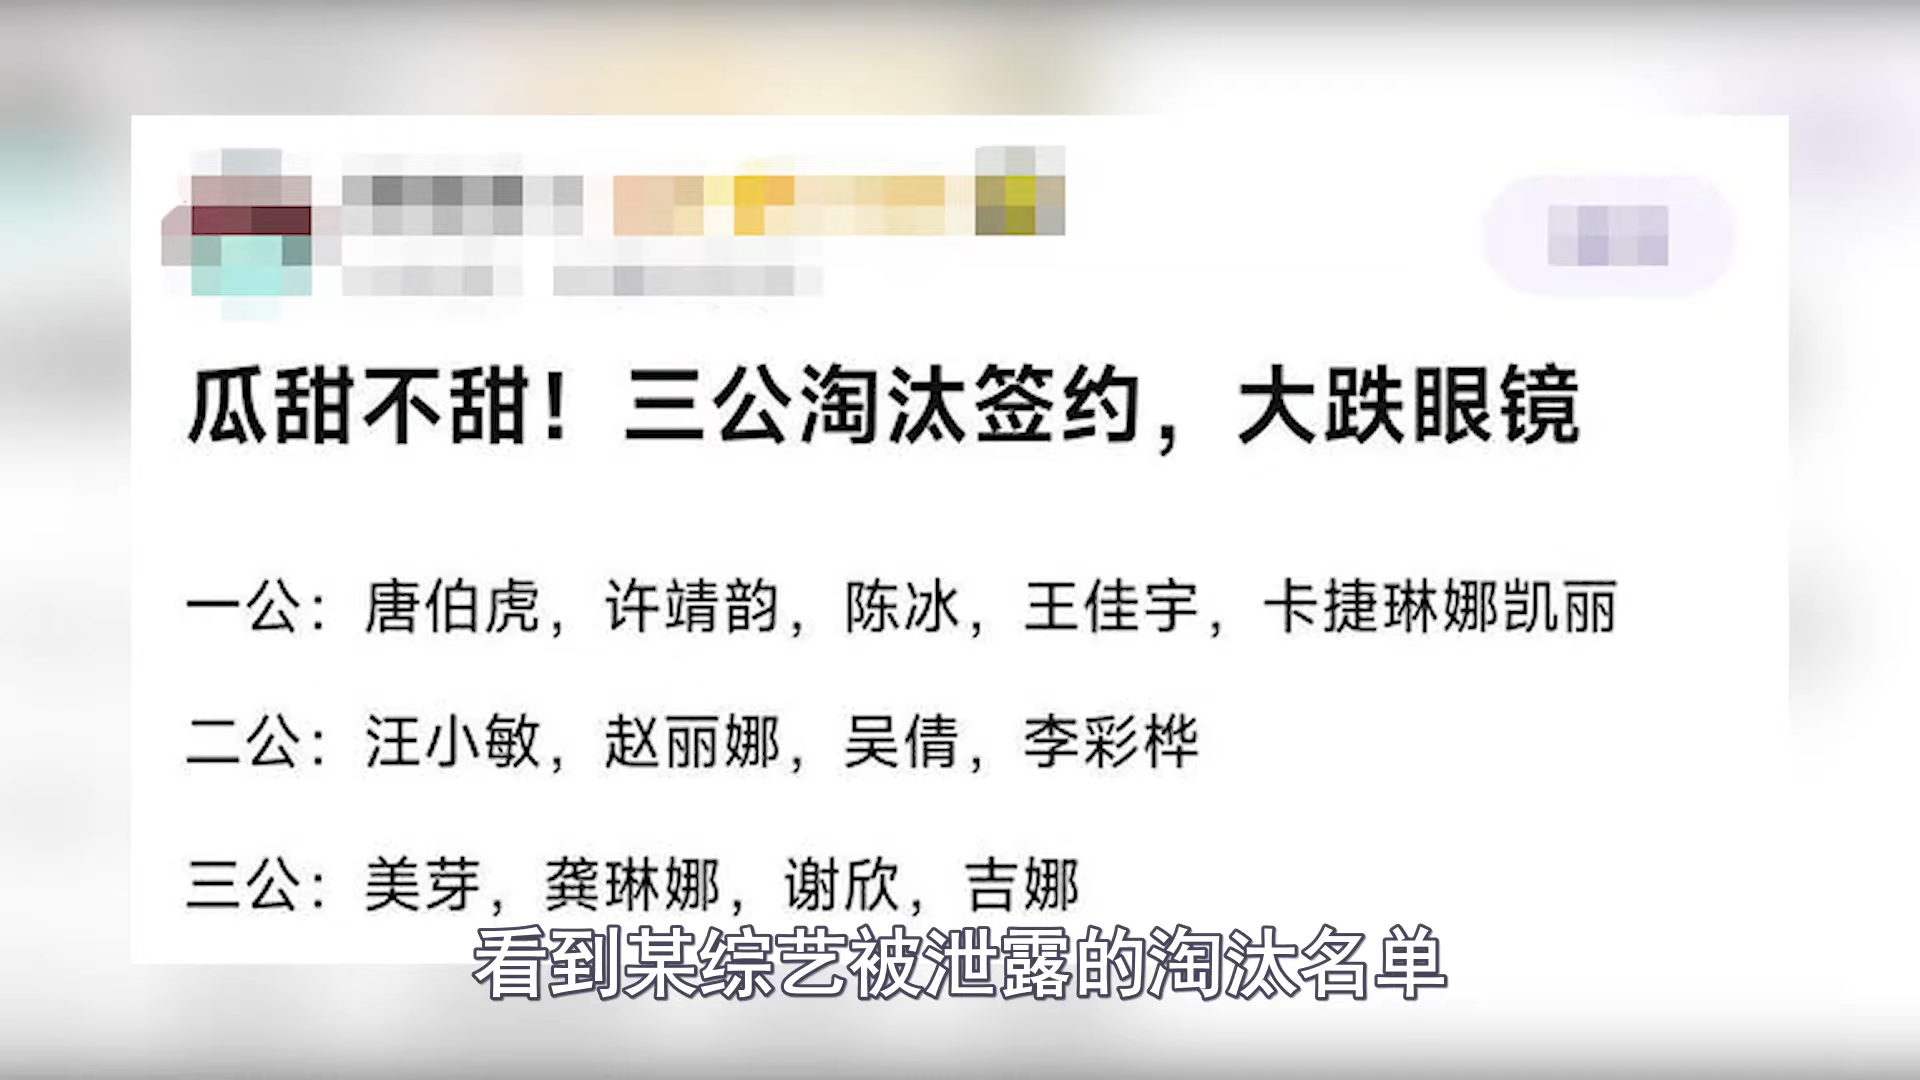 瓜甜不甜！三公淘汰签约，大跌眼镜
一公：唐伯虎，许靖韵，陈冰，王佳宇，卡捷琳娜凯丽
二公：汪小敏，赵丽娜，吴倩，李彩桦
三公：美芽，龚琳娜，谢欣，吉娜
看到某综艺被泄露的淘汰名单